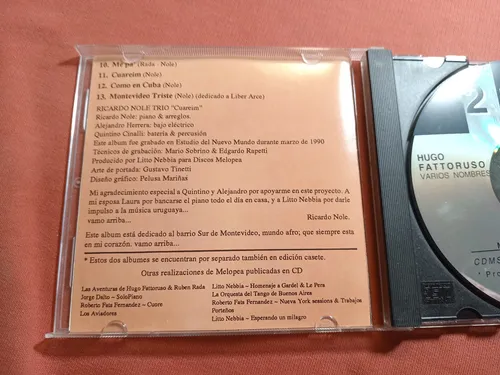 10. Mi pa' (Rada - Nole)
11. Cuareim (Nole)
12. Como en Cuba (Nole)
13. Montevideo Triste (Nole) (dedicado a Liber Arce)
RICARDO NOLE TRIO "Cuareim"
Ricardo Nole: piano & arreglos.
Alejandro Herrera: bajo eléctrico
Quintino Cinalli: batería & percusión
Este album fue grabado en Estudio del Nuevo Mundo durante marzo de 1990
Técnicos de grabación: Mario Sobrino & Edgardo Rapetti
Producido por Litto Nebbia para Discos Melopea
Arte de portada: Gustavo Tinetti
Diseño gráfico: Pelusa Mariñas
Mi agradecimiento especial a Quintino y Alejandro por apoyarme en este proyecto. A
mi esposa Laura por bancarse el piano todo el día en casa, y a Litto Nebbia por darle
impulso a la música uruguaya...
vamo arriba...
Ricardo Nole.
Este album está dedicado al barrio Sur de Montevideo, mundo afro; que siempre esta
en mi corazón. vamo arriba...
* Estos dos albumes se encuentran por separado también en edición casete.
Otras realizaciones de Melopea publicadas en CD
Las Aventuras de Hugo Fattoruso & Ruben Rada
Jorge Dalto - SoloPiano
Roberto Fats Fernandez - Cuore
Los Aviadores
Litto Nebbia - Homenaje a Gardel & Le Pera
La Orquesta del Tango de Buenos Aires
Roberto Fats Fernandez - Nueva York sessions & Trabajos
Porteños
Litto Nebbia - Esperando un milagro
2
HUGO
FATTORUSO
VARIOS NOMBRES
CDMS